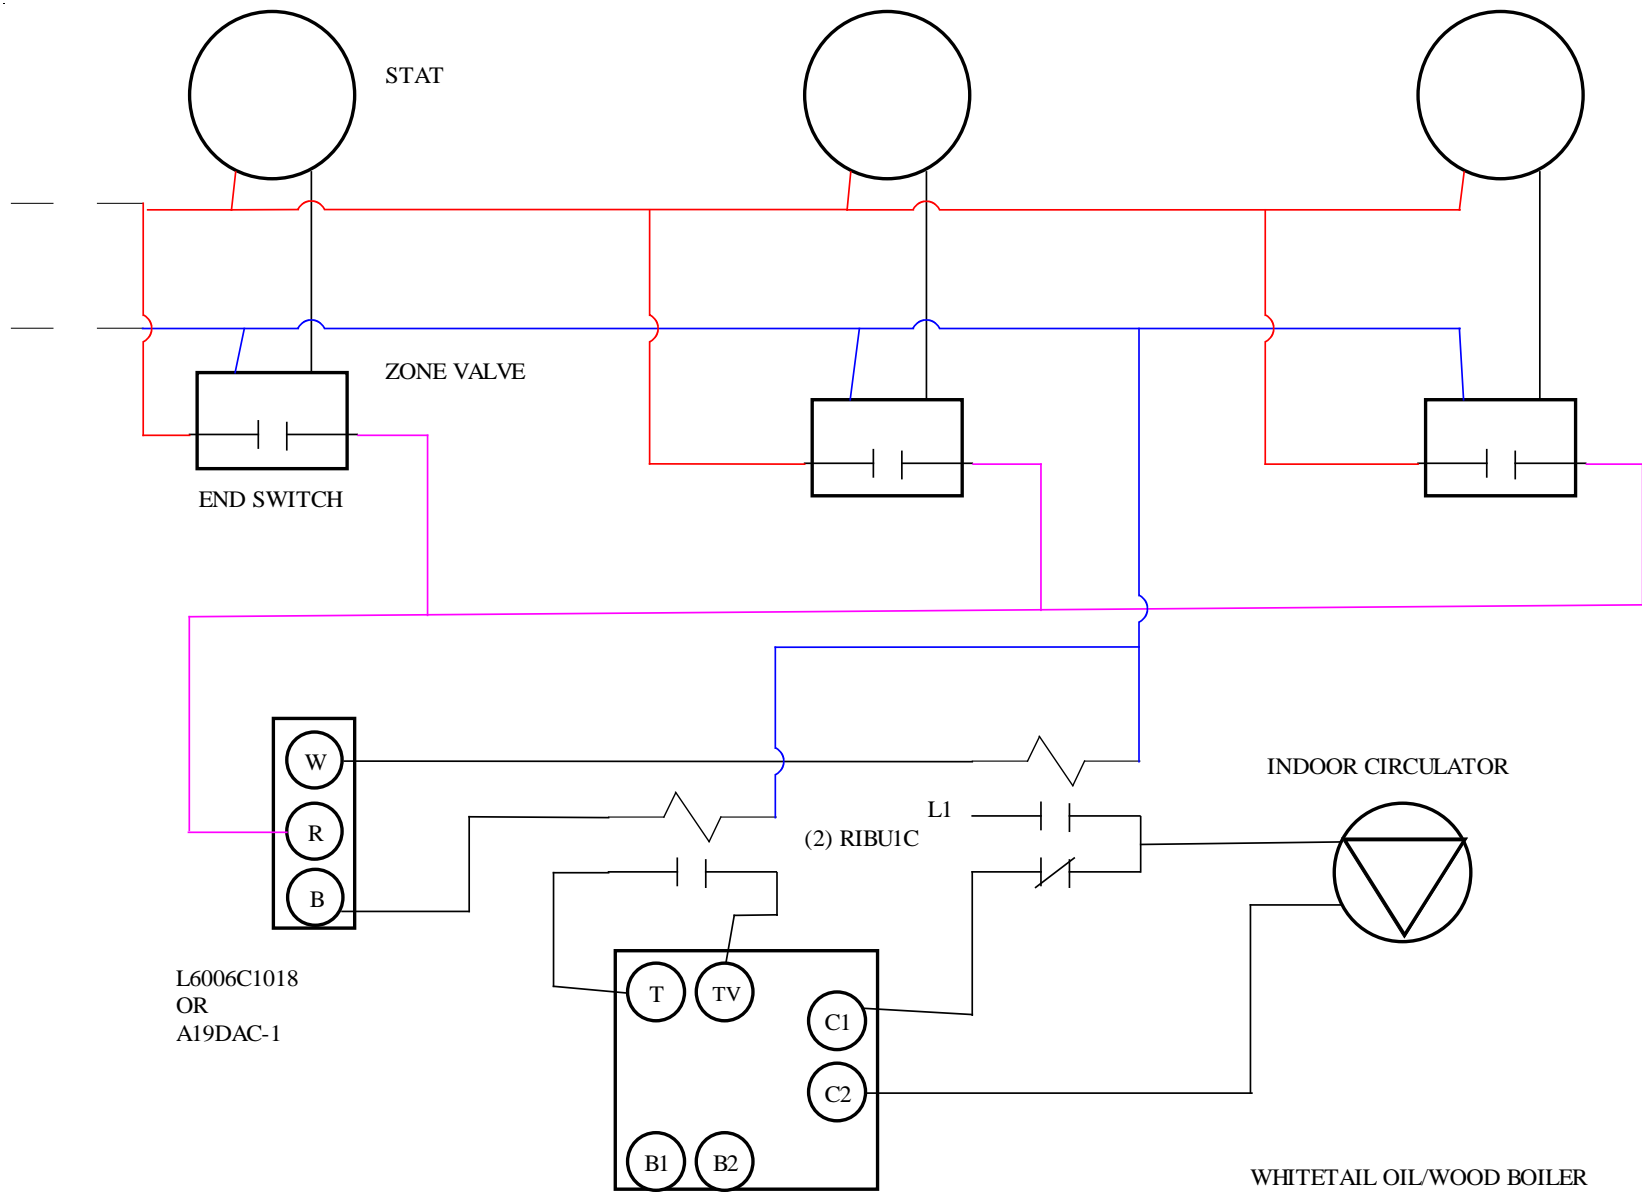 STAT
ZONE VALVE
END SWITCH
W
INDOOR CIRCULATOR
L1
R
(2) RIBU1C
B
L6006C1018
OR
A19DAC-1
T
TV
C1
C2
B1
B2
WHITETAIL OIL/WOOD BOILER